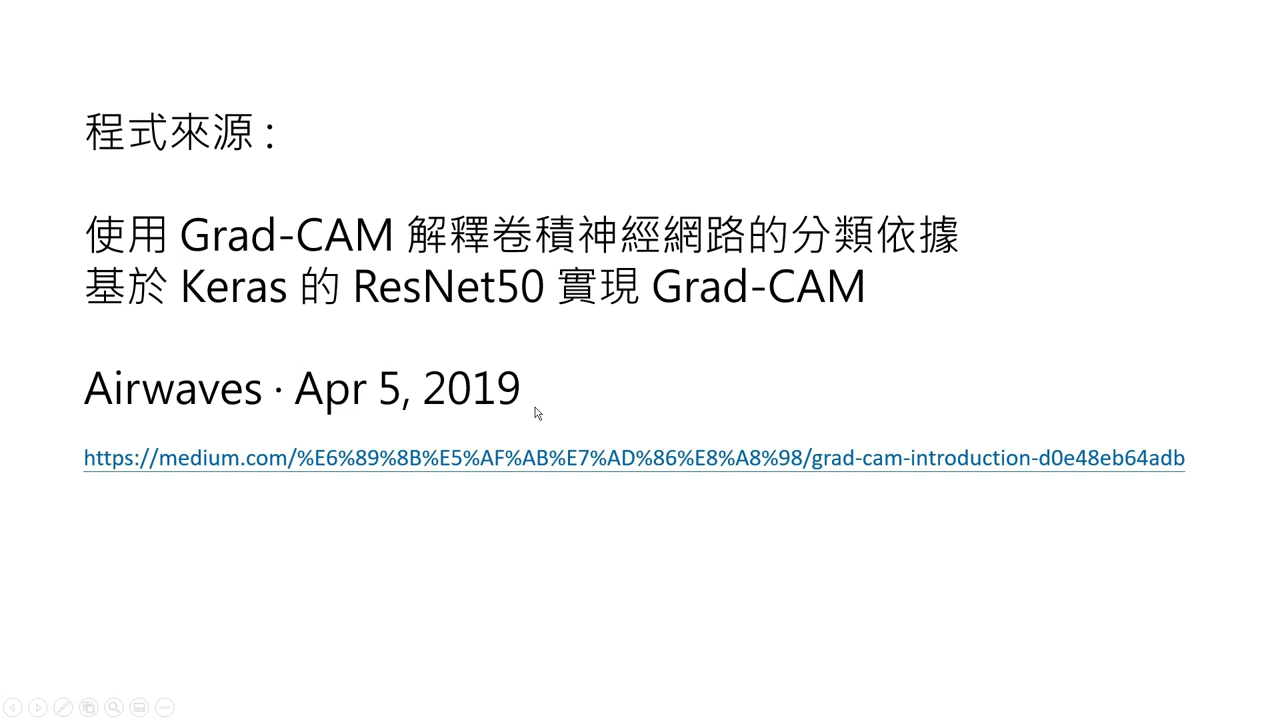 程式來源 :
使用 Grad-CAM 解釋卷積神經網路的分類依據
基於 Keras 的 ResNet50 實現 Grad-CAM
Airwaves · Apr 5, 2019
https://medium.com/%E6%89%8B%E5%AF%AB%E7%AD%86%E8%A8%98/grad-cam-introduction-d0e48eb64adb